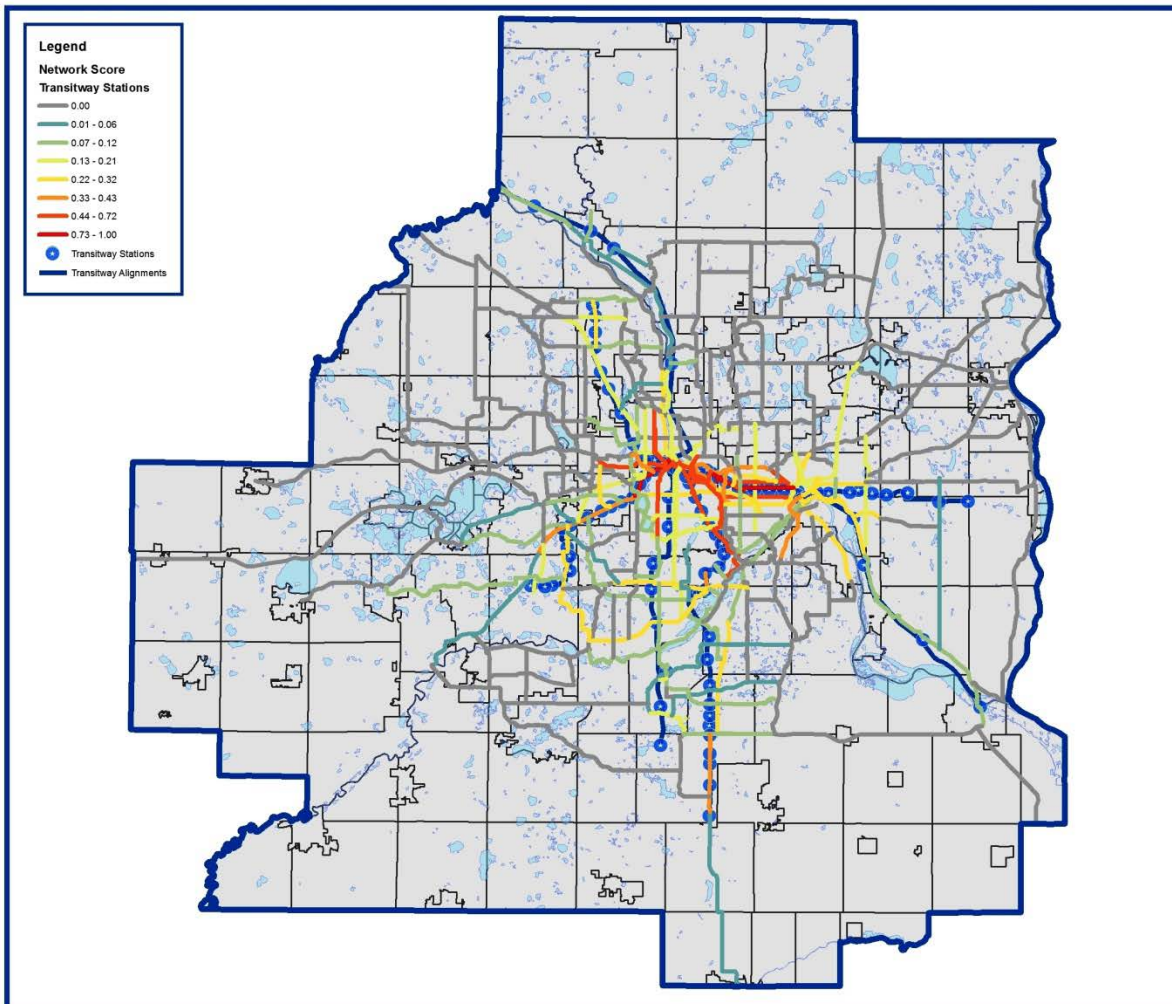 Legend
Network Score
Transitway Stations
0.00
0.01 - 0.06
0.07 - 0.12
0.13 - 0.21
0.22 - 0.32
0.33 - 0.43
0.44 - 0.72
0.73 - 1.00
Transitway Stations
Transitway Alignments